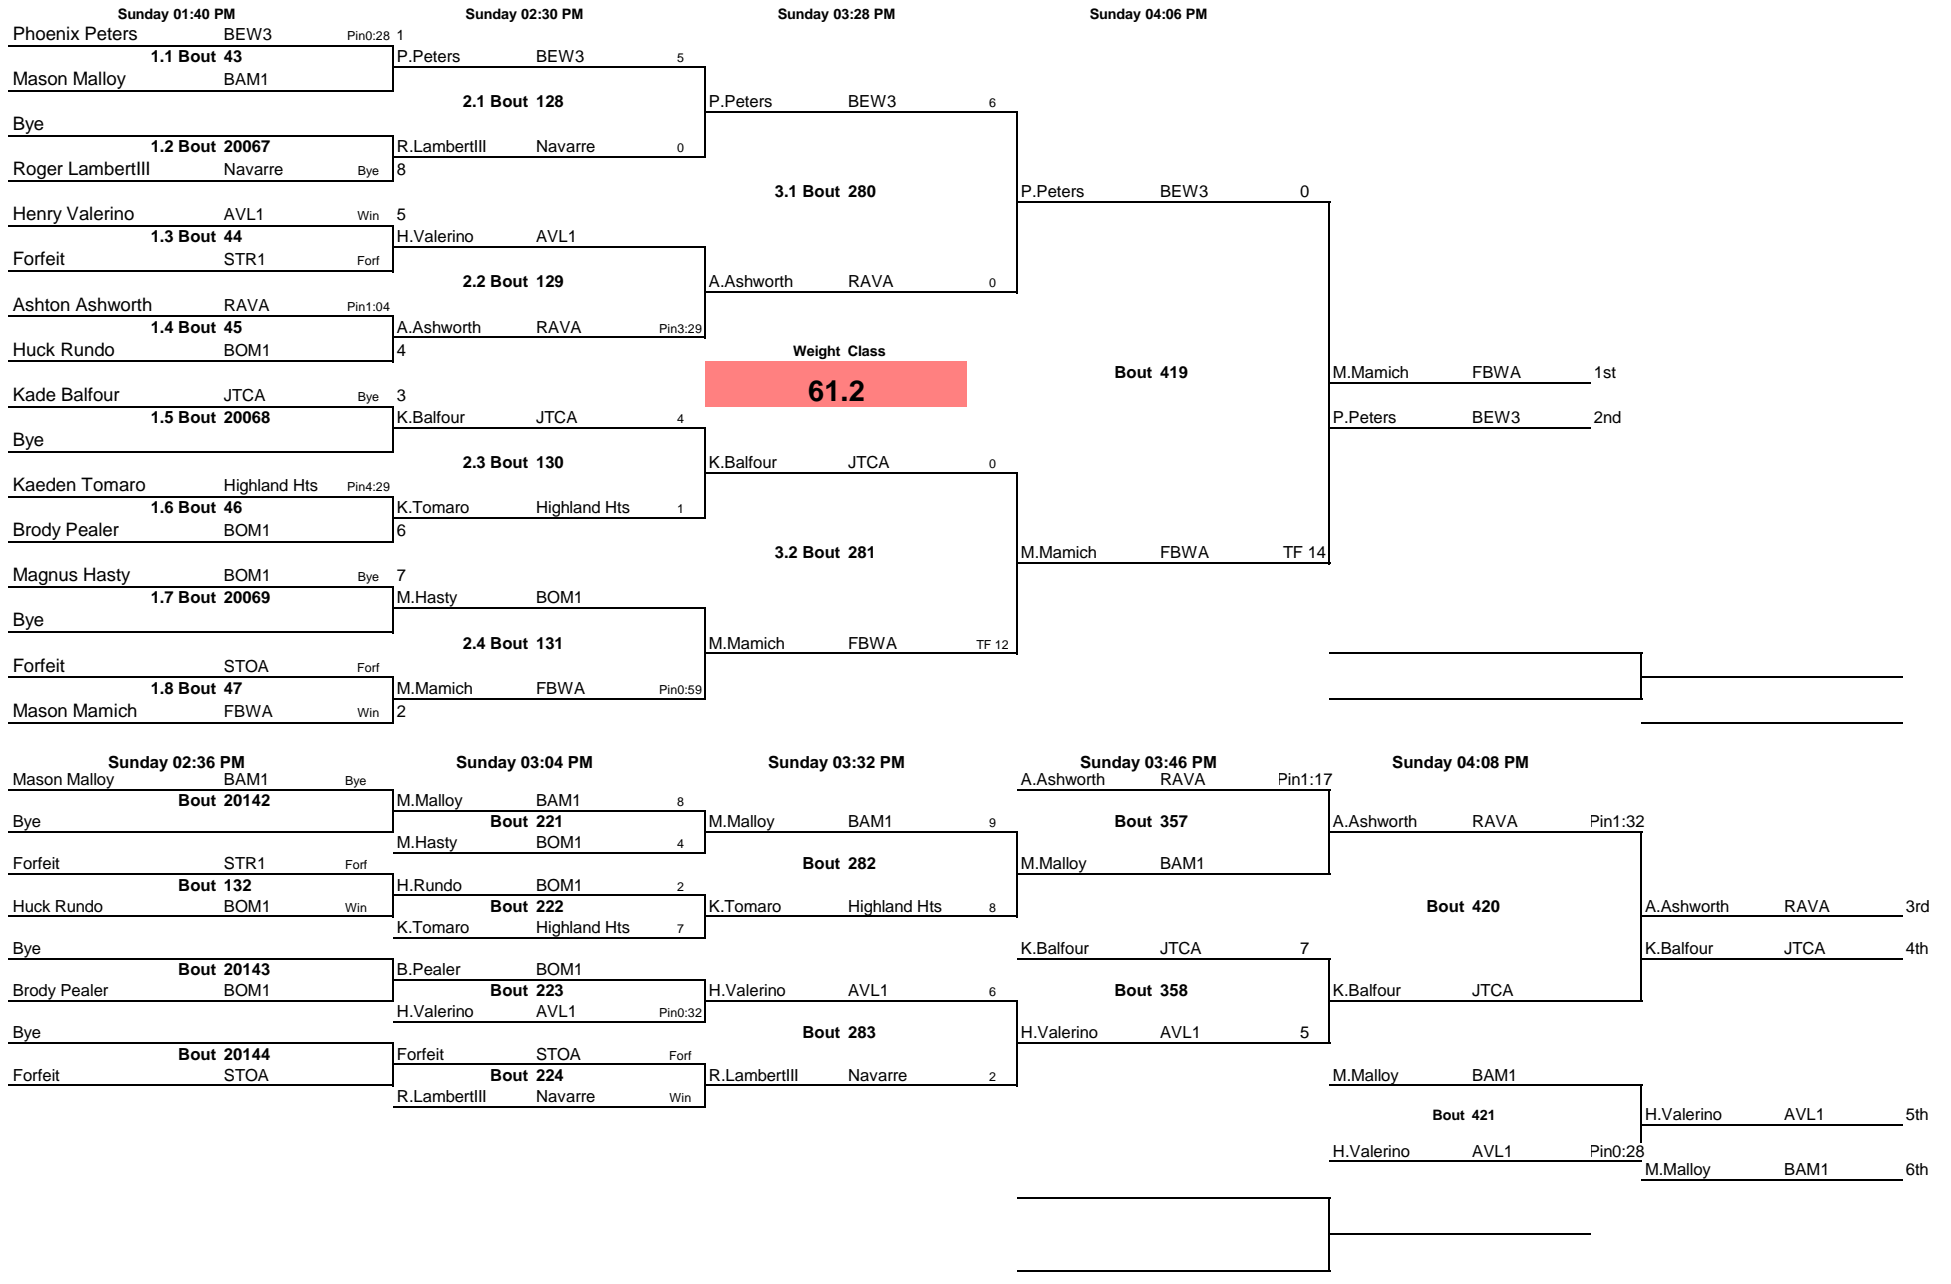 Sunday 01:40 PM Sunday 02:30 PM Sunday 03:28 PM Sunday 04:06 PM
Phoenix Peters BEW3 Pin0:28 1
1.1 Bout 43 P.Peters BEW3 5
Mason Malloy BAM1
2.1 Bout 128 P.Peters BEW3 6
Bye
1.2 Bout 20067 R.LambertIII Navarre 0
Roger LambertIII Navarre Bye 8
3.1 Bout 280 P.Peters BEW3 0
Henry Valerino AVL1 Win 5
1.3 Bout 44 H.Valerino AVL1
Forfeit STR1 Forf
2.2 Bout 129 A.Ashworth RAVA 0
Ashton Ashworth RAVA Pin1:04
1.4 Bout 45 A.Ashworth RAVA Pin3:29
Huck Rundo BOM1 4 Weight Class
Bout 419 M.Mamich FBWA 1st
Kade Balfour JTCA Bye 3 61.2
1.5 Bout 20068 K.Balfour JTCA 4 P.Peters BEW3 2nd
Bye
2.3 Bout 130 K.Balfour JTCA 0
Kaeden Tomaro Highland Hts Pin4:29
1.6 Bout 46 K.Tomaro Highland Hts 1
Brody Pealer BOM1 6
3.2 Bout 281 M.Mamich FBWA TF 14
Magnus Hasty BOM1 Bye 7
1.7 Bout 20069 M.Hasty BOM1
Bye
2.4 Bout 131 M.Mamich FBWA TF 12
Forfeit STOA Forf
1.8 Bout 47 M.Mamich FBWA Pin0:59
Mason Mamich FBWA Win 2
Sunday 02:36 PM Sunday 03:04 PM Sunday 03:32 PM Sunday 03:46 PM Sunday 04:08 PM
Mason Malloy BAM1 Bye A.Ashworth RAVA Pin1:17
Bout 20142 M.Malloy BAM1 8
Bye Bout 221 M.Malloy BAM1 9 Bout 357 A.Ashworth RAVA Pin1:32
M.Hasty BOM1 4
Forfeit STR1 Forf Bout 282 M.Malloy BAM1
Bout 132 H.Rundo BOM1 2
Huck Rundo BOM1 Win Bout 222 K.Tomaro Highland Hts 8 Bout 420 A.Ashworth RAVA 3rd
K.Tomaro Highland Hts 7
Bye K.Balfour JTCA 7 K.Balfour JTCA 4th
Bout 20143 B.Pealer BOM1
Brody Pealer BOM1 Bout 223 H.Valerino AVL1 6 Bout 358 K.Balfour JTCA
H.Valerino AVL1 Pin0:32
Bye Bout 283 H.Valerino AVL1 5
Bout 20144 Forfeit STOA Forf
Forfeit STOA Bout 224 R.LambertIII Navarre 2 M.Malloy BAM1
R.LambertIII Navarre Win
Bout 421 H.Valerino AVL1 5th
H.Valerino AVL1 Pin0:28
M.Malloy BAM1 6th